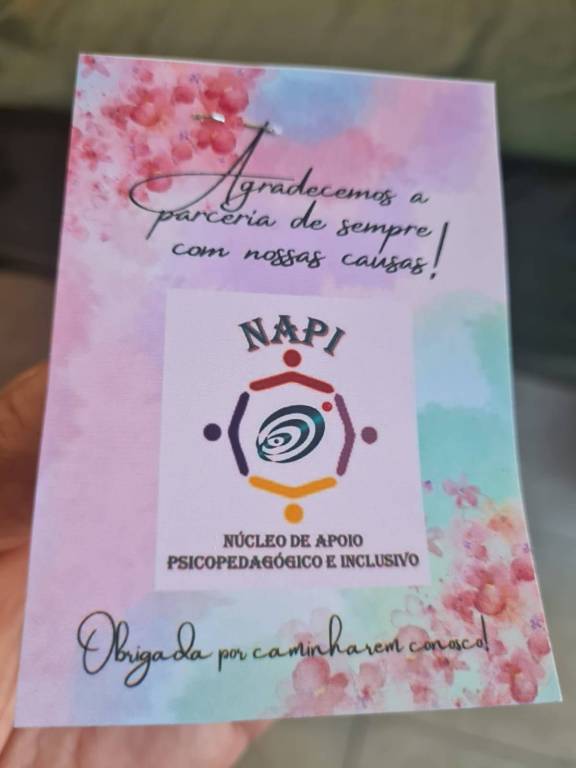 Agradecemos a
parceria de sempre
com nossas causas!
NAPI
NÚCLEO DE APOIO
PSICOPEDAGÓGICO E INCLUSIVO
Obrigada por caminharem conosco!